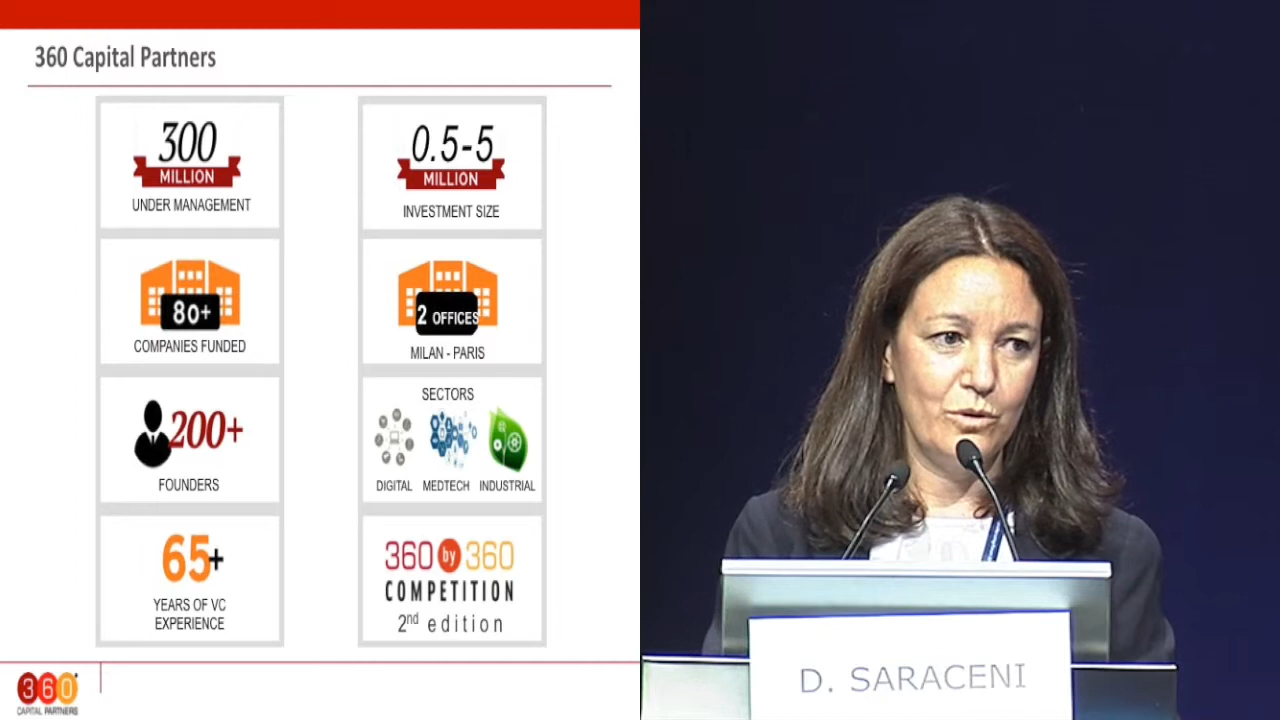 360 Capital Partners
300
MILLION
UNDER MANAGEMENT
0.5-5
MILLION
INVESTMENT SIZE
80+
COMPANIES FUNDED
2 OFFICES
MILAN - PARIS
200+
FOUNDERS
SECTORS
DIGITAL MEDTECH INDUSTRIAL
65+
YEARS OF VC
EXPERIENCE
360 by 360
COMPETITION
2nd edition
360
CAPITAL PARTNERS
D. SARACENI